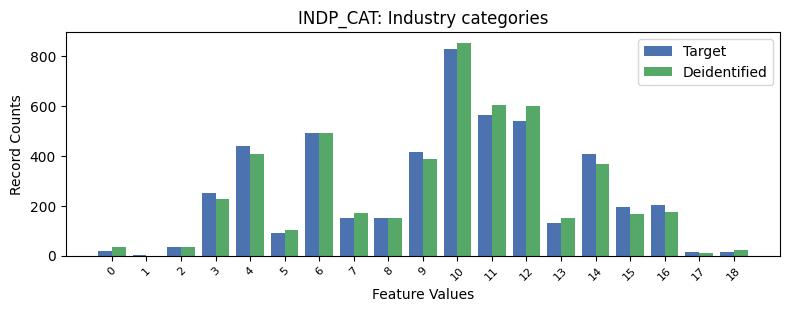 INDP_CAT: Industry categories
Record Counts
800
600
400
200
0
Target
Deidentified
0 1 2 3 4 5 6 7 8 9 10 11 12 13 14 15 16 17 18
Feature Values